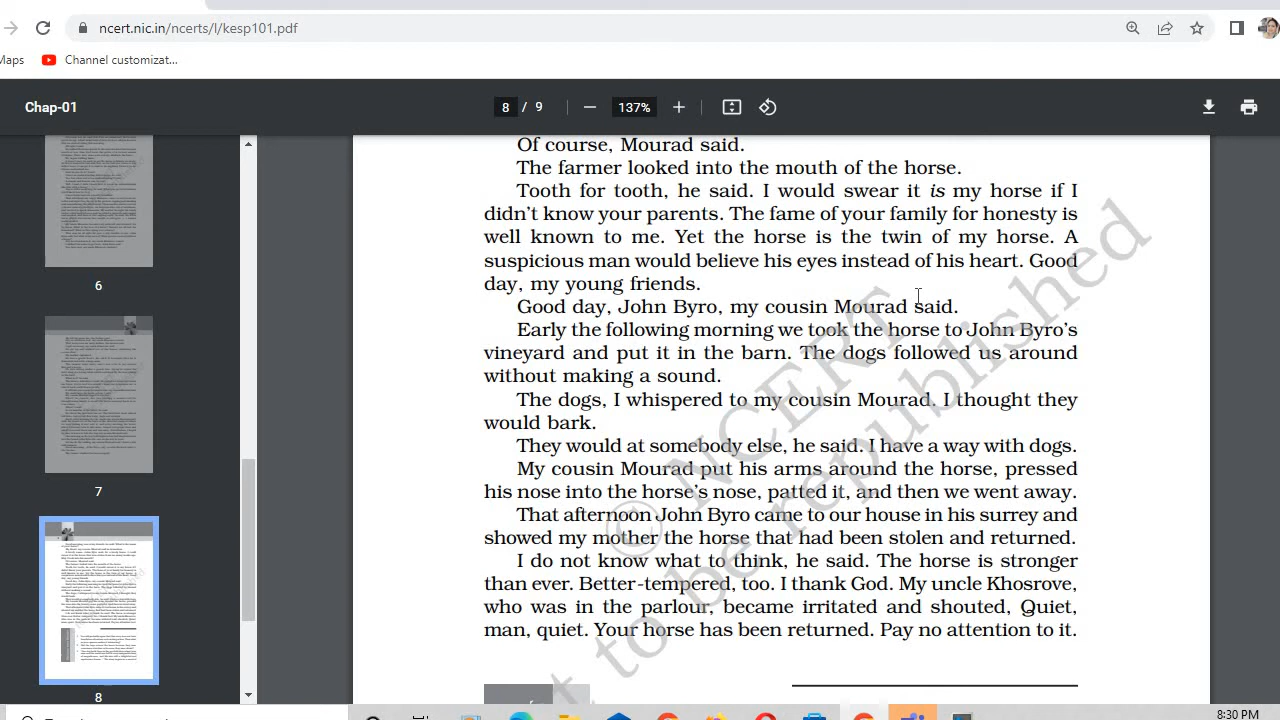 ncert.nic.in/ncerts/l/kesp101.pdf
Maps
Channel customizat...
Chap-01
8 / 9
137%
Of course, Mourad said.
The farmer looked into the mouth of the horse.
Tooth for tooth, he said. I would swear it is my horse if I
didn't know your parents. The fame of your family for honesty is
well known to me. Yet the horse is the twin of my horse. A
suspicious man would believe his eyes instead of his heart. Good
day, my young friends.
Good day, John Byro, my cousin Mourad said.
Early the following morning we took the horse to John Byro's
vineyard and put it in the barn. The dogs followed us around
without making a sound.
The dogs, I whispered to my cousin Mourad. I thought they
would bark.
They would at somebody else, he said. I have a way with dogs.
My cousin Mourad put his arms around the horse, pressed
his nose into the horse's nose, patted it, and then we went away.
That afternoon John Byro came to our house in his surrey and
showed my mother the horse that had been stolen and returned.
I do not know what to think, he said. The horse is stronger
than ever. Better-tempered, too. I thank God. My uncle Khosrove,
who was in the parlour, became irritated and shouted, Quiet,
man, quiet. Your horse has been returned. Pay no attention to it.
© NCERT
not to be republished
6
7
8
8:30 PM